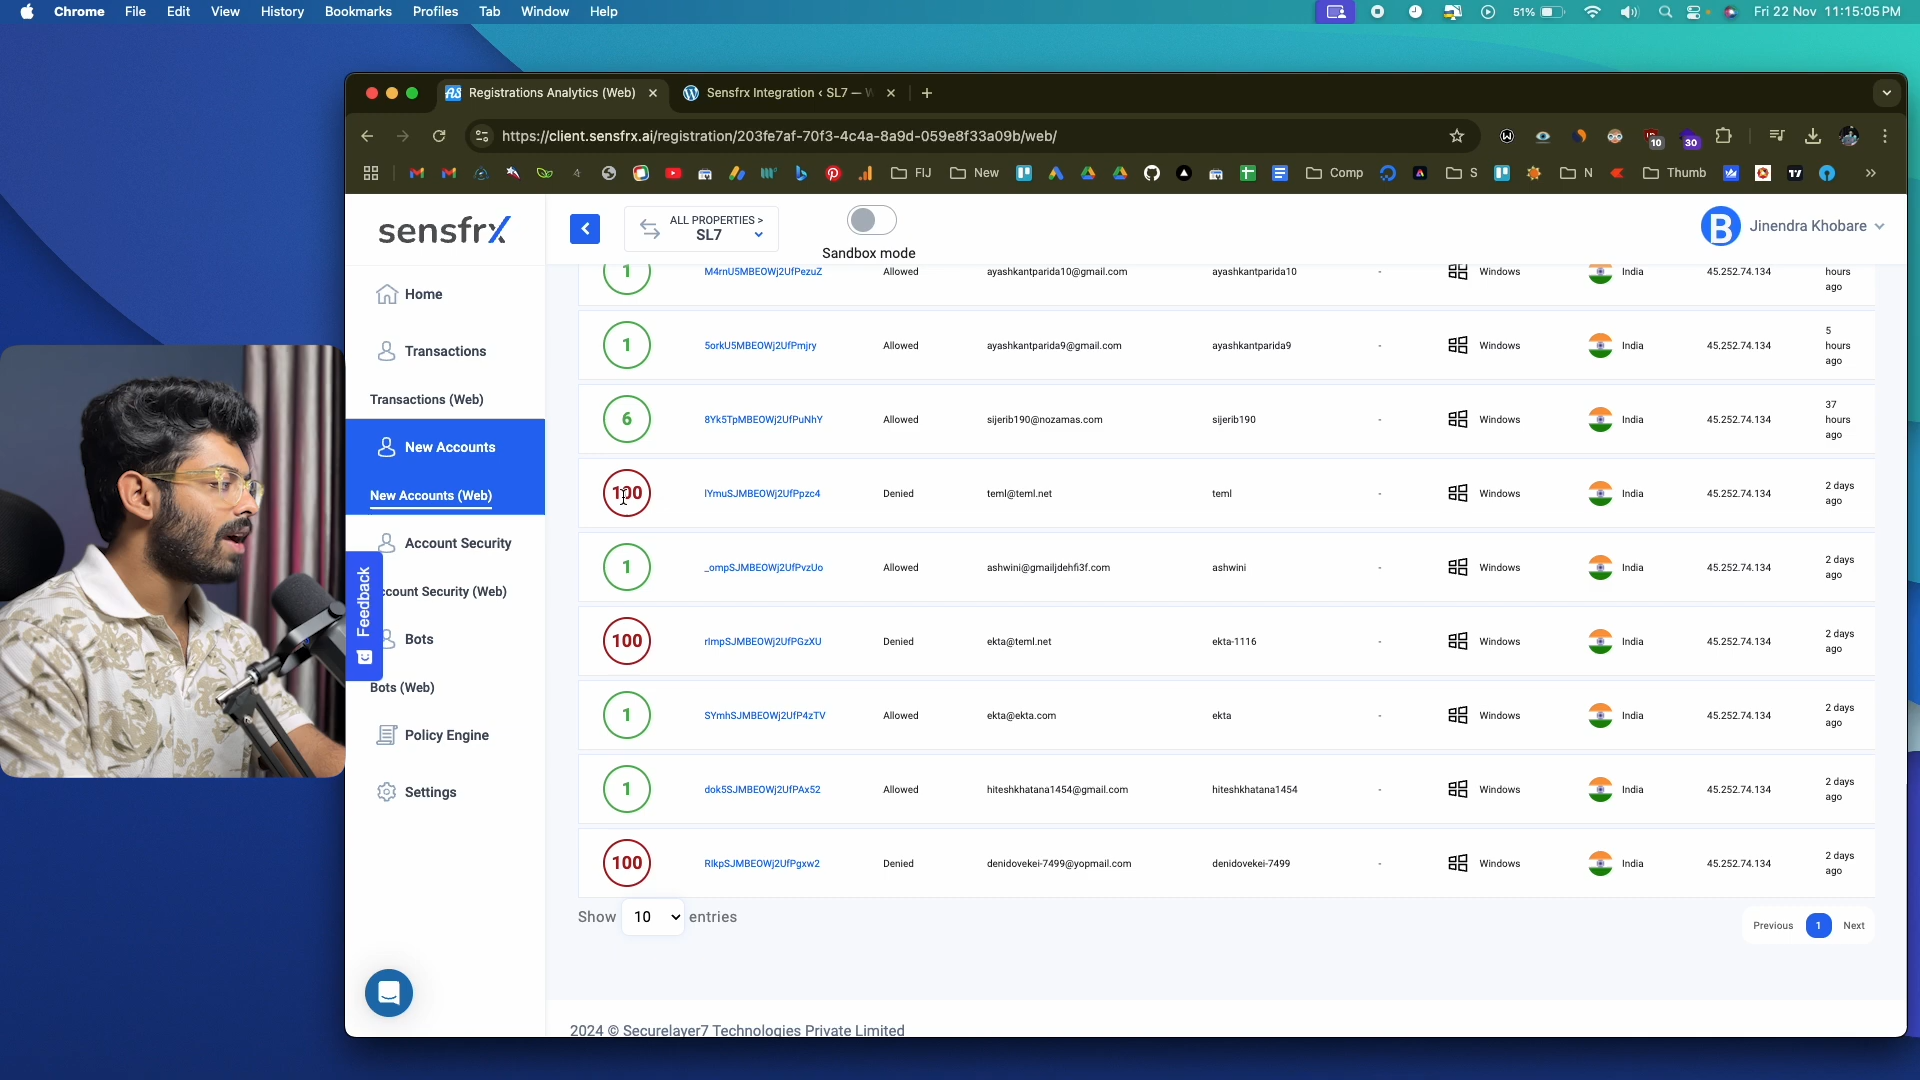 Chrome File Edit View History Bookmarks Profiles Tab Window Help
51% Fri 22 Nov 11:15:05 PM
Registrations Analytics (Web)
Sensfrx Integration ‹ SL7 — W
https://client.sensfrx.ai/registration/203fe7af-70f3-4c4a-8a9d-059e8f33a09b/web/
10 30
FIJ New Comp S N Thumb
sensfrx
ALL PROPERTIES >
SL7
Sandbox mode
B Jinendra Khobare
Home
Transactions
Transactions (Web)
New Accounts
New Accounts (Web)
Account Security
ccount Security (Web)
Bots
Bots (Web)
Policy Engine
Settings
Feedback
1 M4rnU5MBEOWj2UfPezuZ Allowed ayashkantparida10@gmail.com ayashkantparida10 - Windows India 45.252.74.134 hours ago
1 5orkU5MBEOWj2UfPmjry Allowed ayashkantparida9@gmail.com ayashkantparida9 - Windows India 45.252.74.134 5 hours ago
6 8Yk5TpMBEOWj2UfPuNhY Allowed sijerib190@nozamas.com sijerib190 - Windows India 45.252.74.134 37 hours ago
100 IYmuSJMBEOWj2UfPpzc4 Denied teml@teml.net teml - Windows India 45.252.74.134 2 days ago
1 _ompSJMBEOWj2UfPvzUo Allowed ashwini@gmailjdehfi3f.com ashwini - Windows India 45.252.74.134 2 days ago
100 rImpSJMBEOWj2UfPGzXU Denied ekta@teml.net ekta-1116 - Windows India 45.252.74.134 2 days ago
1 SYmhSJMBEOWj2UfP4zTV Allowed ekta@ekta.com ekta - Windows India 45.252.74.134 2 days ago
1 dok5SJMBEOWj2UfPAx52 Allowed hiteshkhatana1454@gmail.com hiteshkhatana1454 - Windows India 45.252.74.134 2 days ago
100 RIkpSJMBEOWj2UfPgxw2 Denied denidovekei-7499@yopmail.com denidovekei-7499 - Windows India 45.252.74.134 2 days ago
Show 10 entries
Previous 1 Next
2024 © Securelayer7 Technologies Private Limited